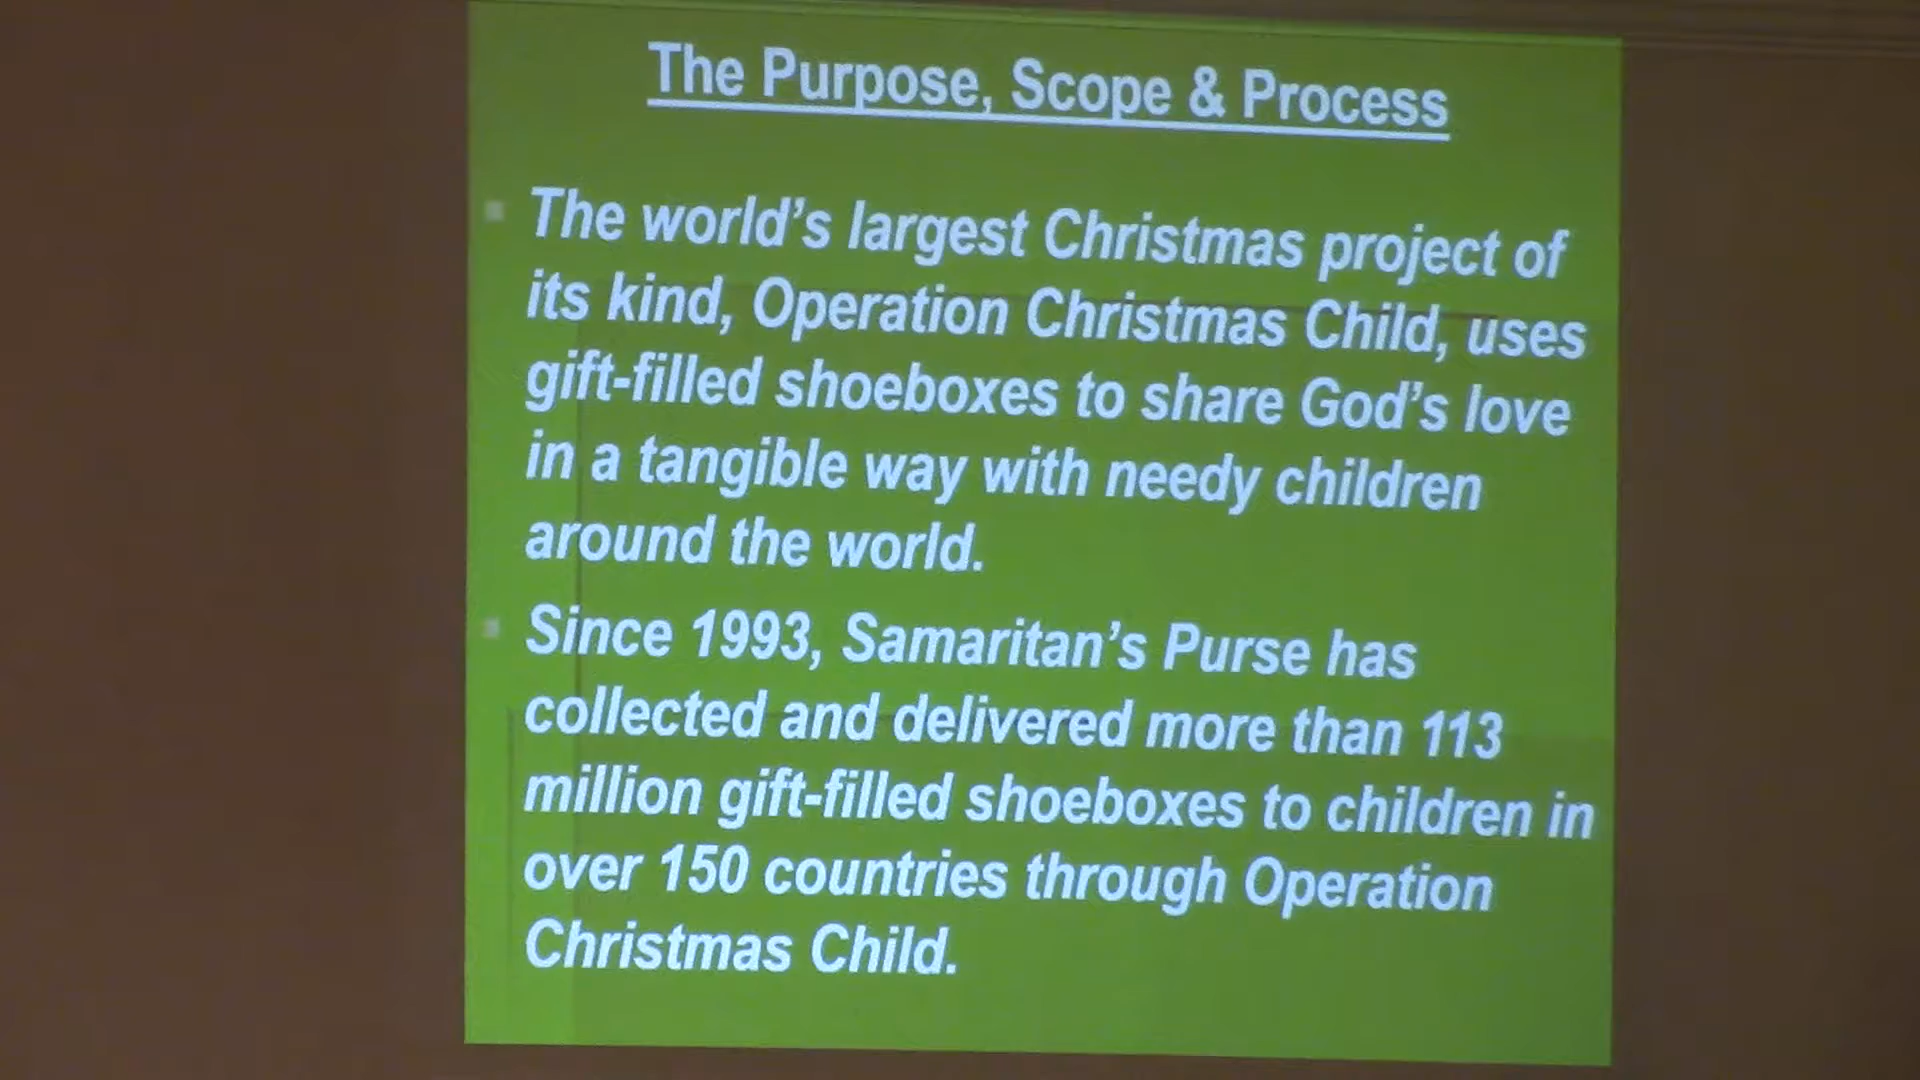 The Purpose, Scope & Process
The world's largest Christmas project of
its kind, Operation Christmas Child, uses
gift-filled shoeboxes to share God's love
in a tangible way with needy children
around the world.
Since 1993, Samaritan's Purse has
collected and delivered more than 113
million gift-filled shoeboxes to children in
over 150 countries through Operation
Christmas Child.